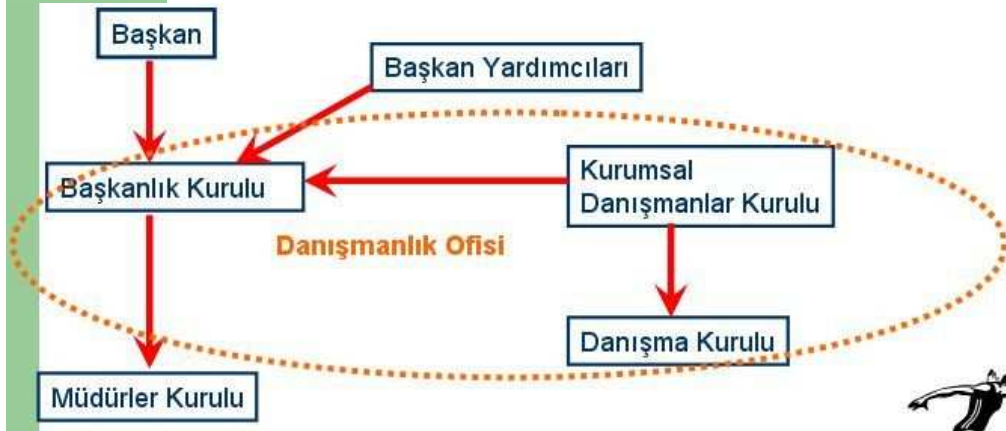 Başkan
Başkan Yardımcıları
Başkanlık Kurulu
Kurumsal
Danışmanlar Kurulu
Danışmanlık Ofisi
Danışma Kurulu
Müdürler Kurulu